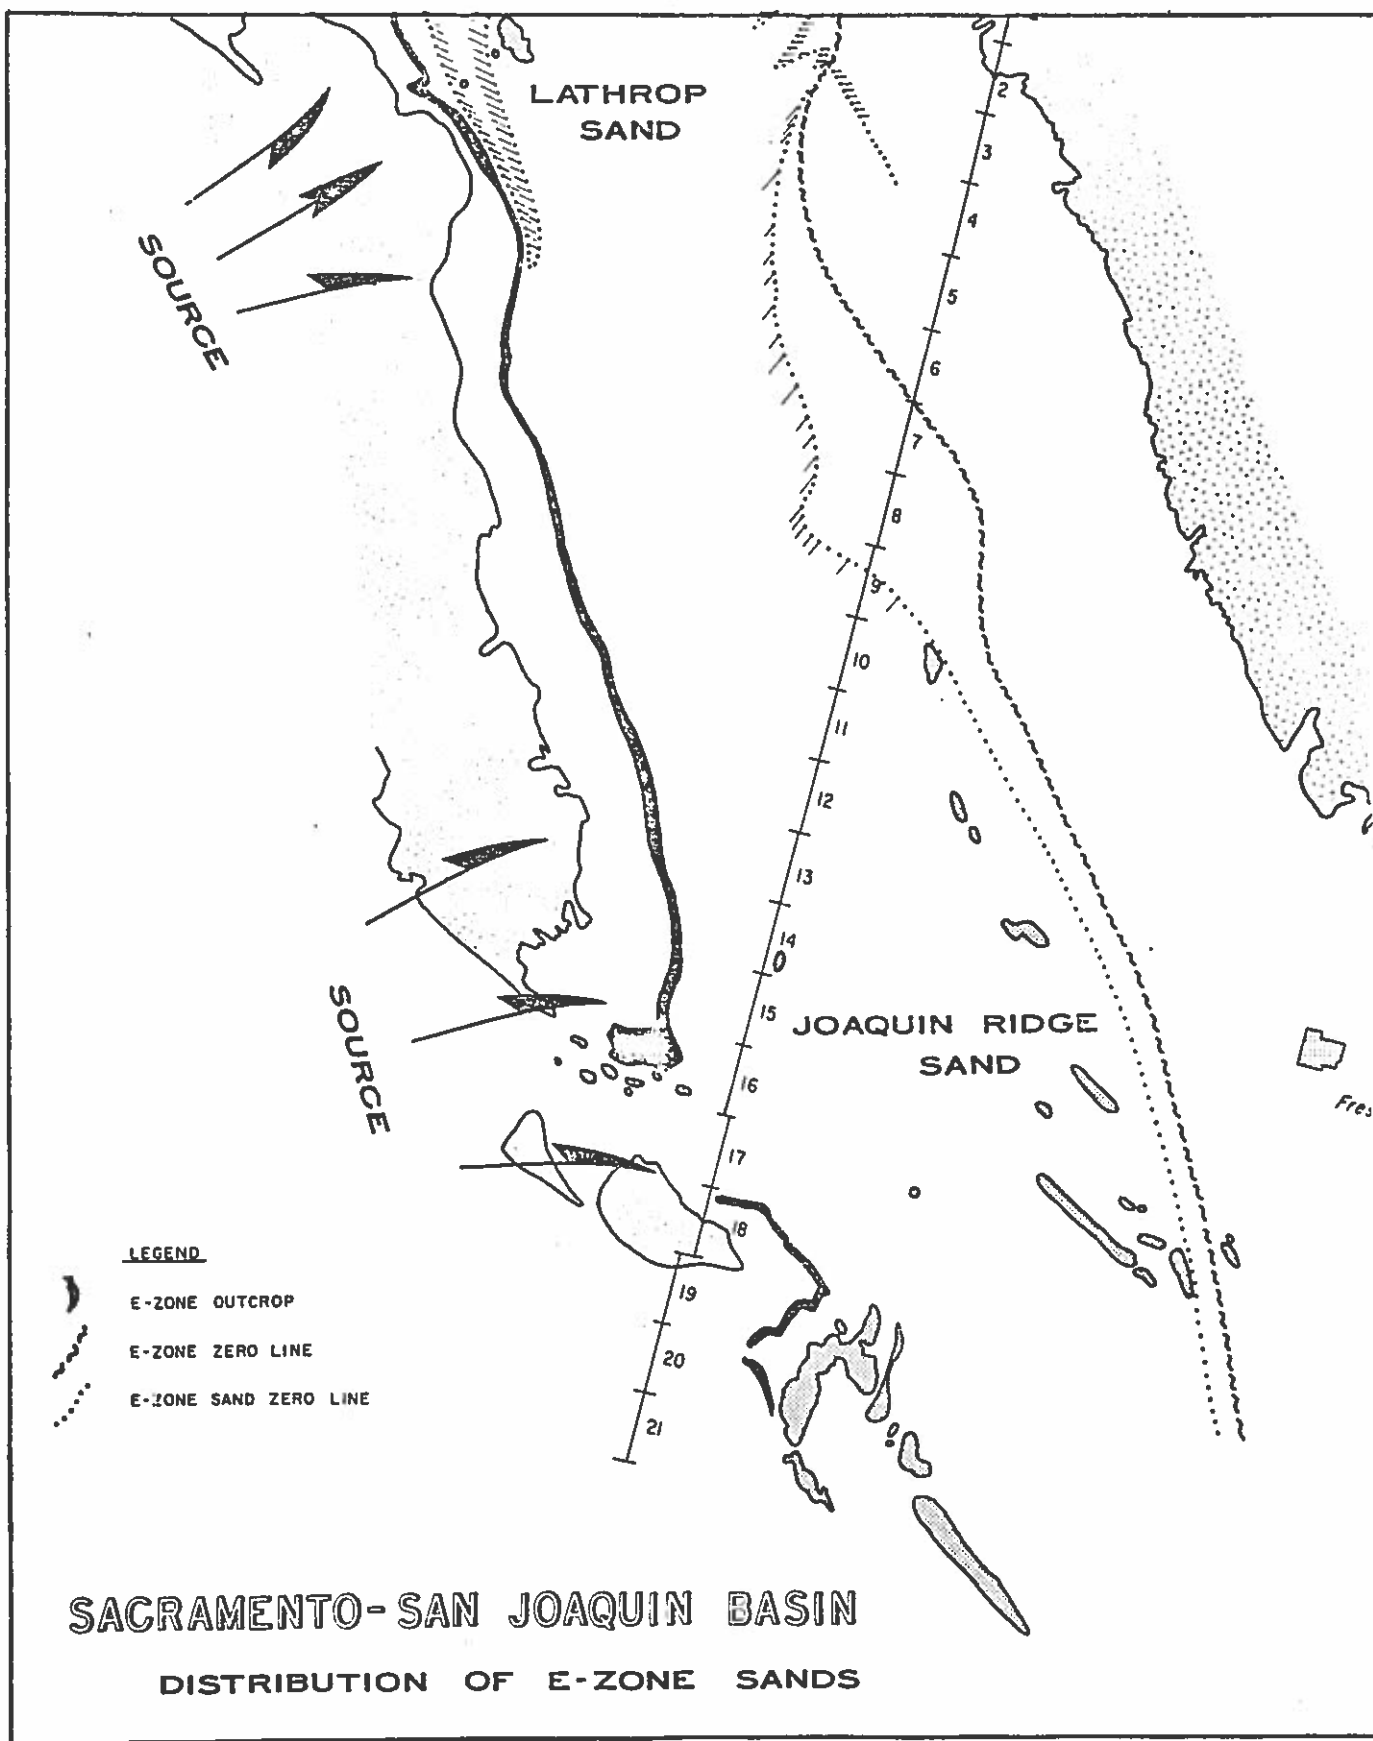 LATHROP
SAND
2
3
4
5
6
7
8
9
10
11
12
13
14
15
16
17
18
19
20
21
SOURCE
SOURCE
JOAQUIN RIDGE
SAND
Fres
LEGEND
E-ZONE OUTCROP
E-ZONE ZERO LINE
E-ZONE SAND ZERO LINE
SACRAMENTO-SAN JOAQUIN BASIN
DISTRIBUTION OF E-ZONE SANDS